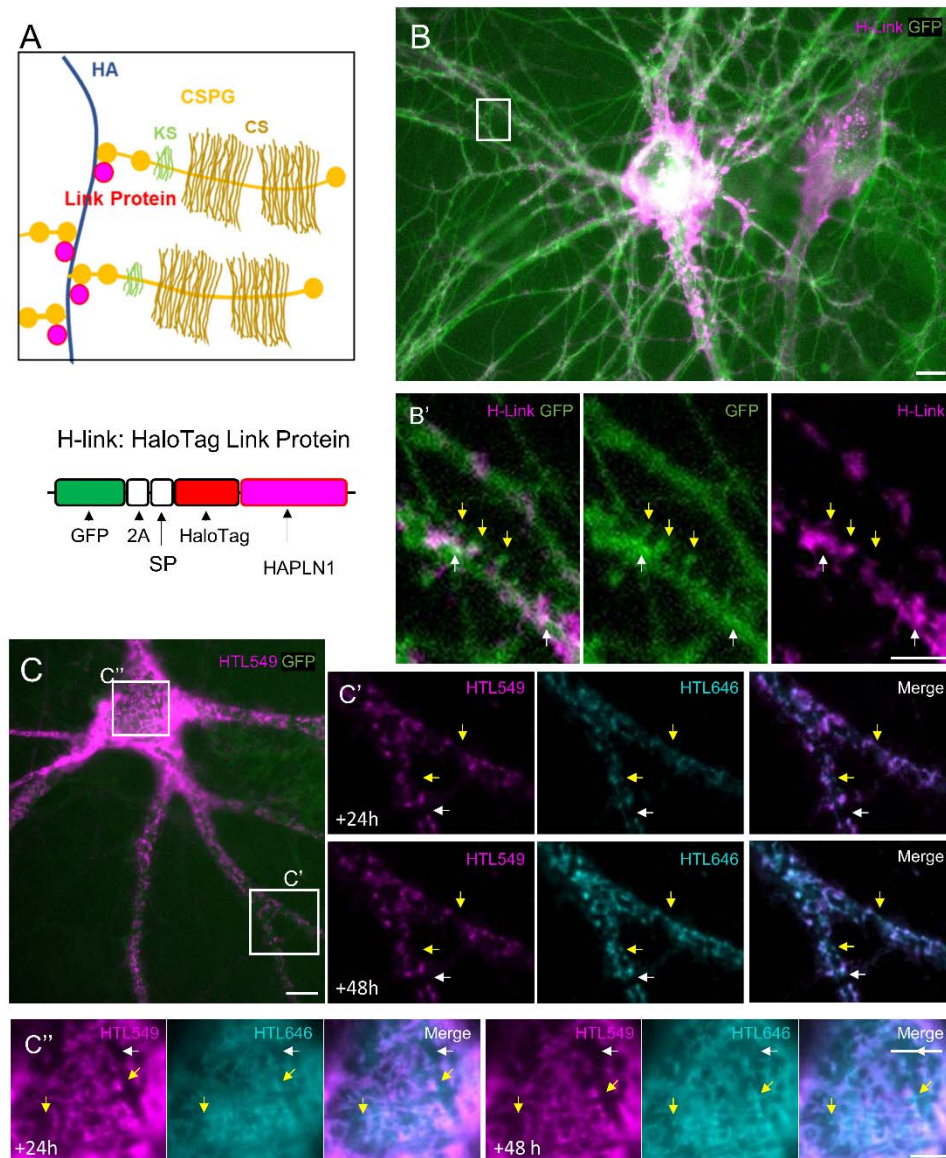 A
HA
CSPG
KS
CS
Link Protein
H-link: HaloTag Link Protein
GFP
2A
SP
HaloTag
HAPLN1
B
H-Link GFP
B'
H-Link GFP
GFP
H-Link
C
HTL549 GFP
C''
C'
C'
HTL549
HTL646
Merge
+24h
HTL549
HTL646
Merge
+48h
C''
HTL549
HTL646
Merge
+24h
HTL549
HTL646
Merge
+48 h